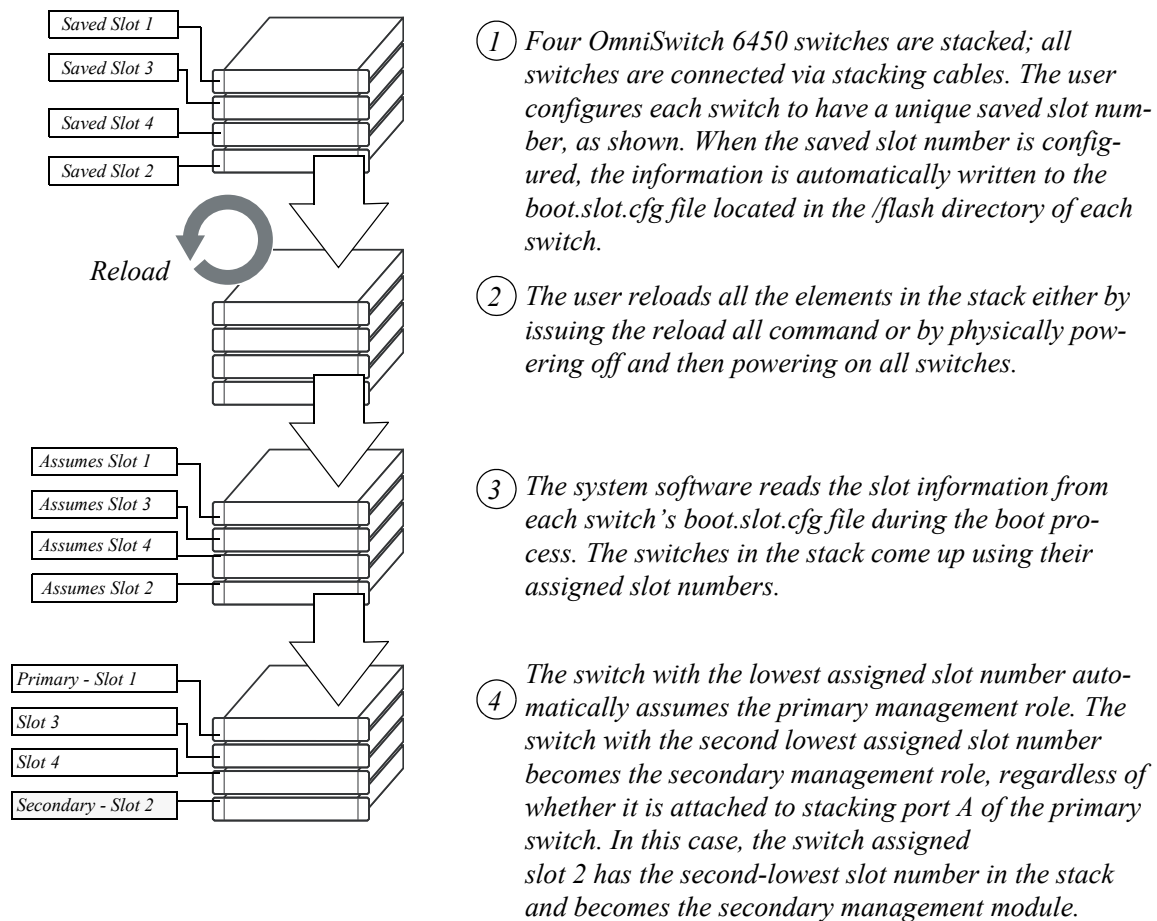 Saved Slot 1
Saved Slot 3
Saved Slot 4
Saved Slot 2
1 Four OmniSwitch 6450 switches are stacked; all
switches are connected via stacking cables. The user
configures each switch to have a unique saved slot num-
ber, as shown. When the saved slot number is config-
ured, the information is automatically written to the
boot.slot.cfg file located in the /flash directory of each
switch.
Reload
2 The user reloads all the elements in the stack either by
issuing the reload all command or by physically pow-
ering off and then powering on all switches.
Assumes Slot 1
Assumes Slot 3
Assumes Slot 4
Assumes Slot 2
3 The system software reads the slot information from
each switch’s boot.slot.cfg file during the boot pro-
cess. The switches in the stack come up using their
assigned slot numbers.
Primary - Slot 1
Slot 3
Slot 4
Secondary - Slot 2
The switch with the lowest assigned slot number auto-
4 matically assumes the primary management role. The
switch with the second lowest assigned slot number
becomes the secondary management role, regardless of
whether it is attached to stacking port A of the primary
switch. In this case, the switch assigned
slot 2 has the second-lowest slot number in the stack
and becomes the secondary management module.